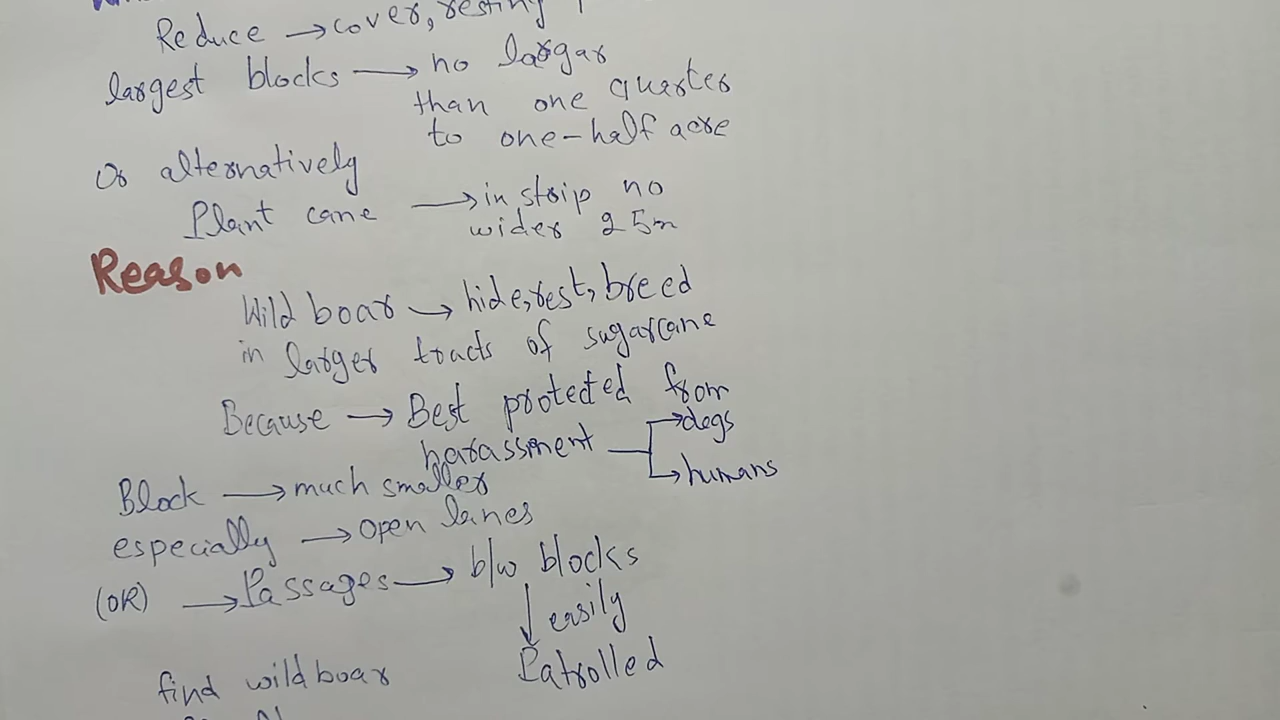 Reduce → cover, resting
largest blocks → no largar
than one quarter
to one-half acre
Or alternatively
Plant cane → in strip no
wider 25m
Reason
Wild boar → hide, rest, breed
in larger tracts of sugarcane
Because → Best protected from
harassment → dogs
→ humans
Block → much smaller
especially → open lanes
(OR) → Passages → b/w blocks
↓ easily
Patrolled
find wild boar